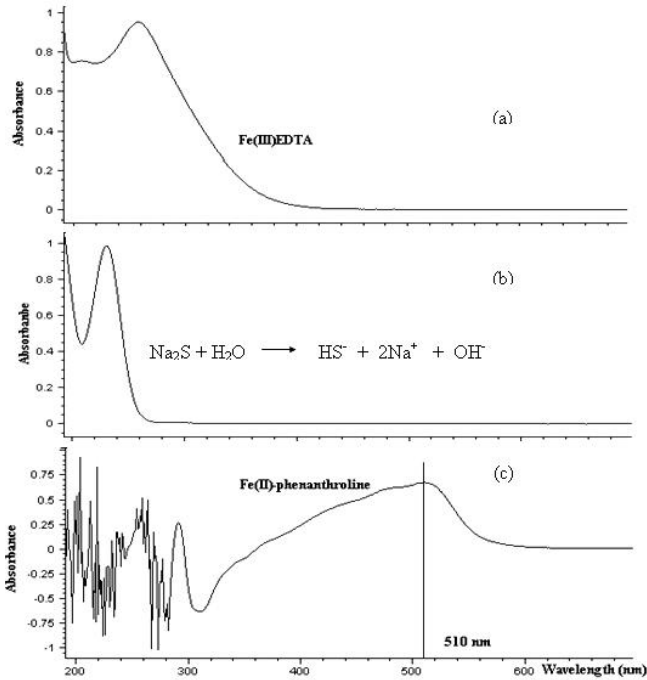 1
0.8
0.6
0.4
0.2
0
Absorbance
(a)
Fe(III)EDTA
1
0.8
0.6
0.4
0.2
0
Absorbanbe
(b)
Na₂S + H₂O ⟶ HS⁻ + 2Na⁺ + OH⁻
0.75
0.5
0.25
0
-0.25
-0.5
-0.75
-1
Absorbance
Fe(II)-phenanthroline
(c)
510 nm
200 300 400 500 600 Wavelength (nm)